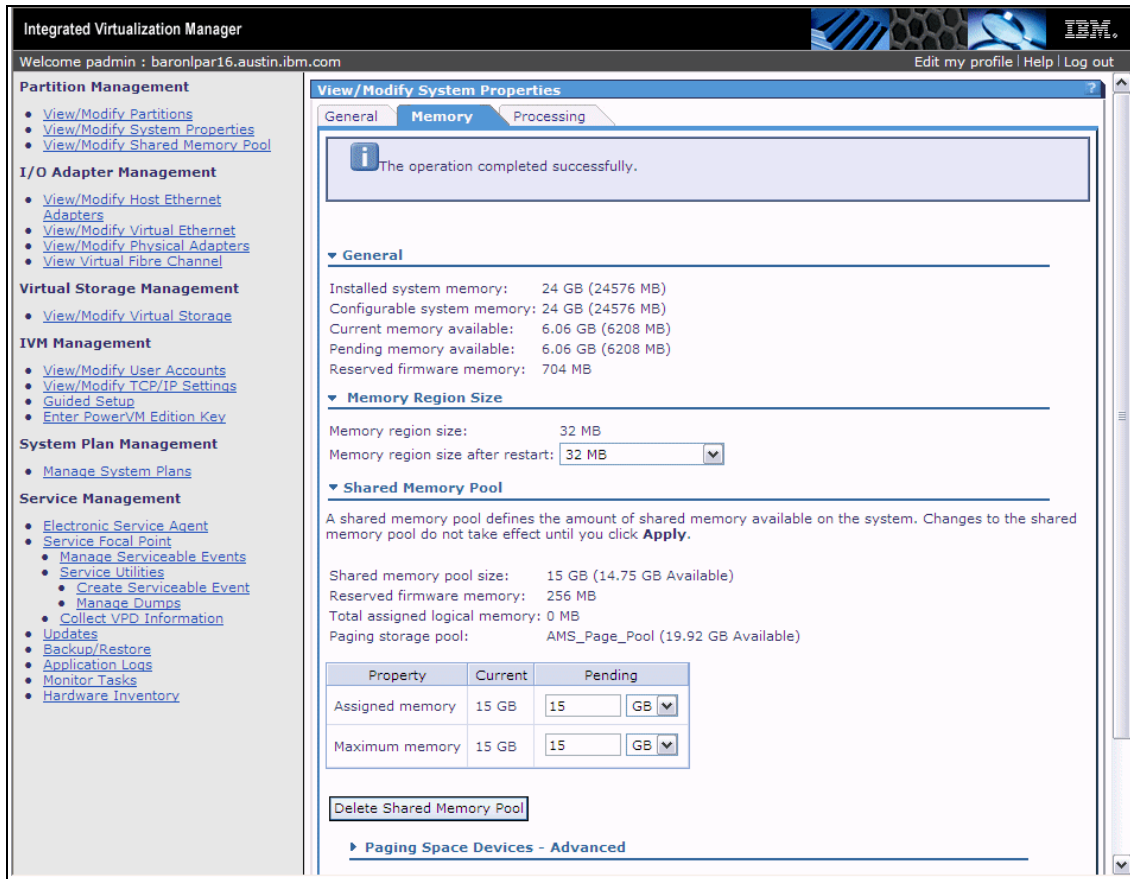 Integrated Virtualization Manager
IBM.
Welcome padmin : baronlpar16.austin.ibm.com
Edit my profile | Help | Log out
Partition Management
View/Modify Partitions
View/Modify System Properties
View/Modify Shared Memory Pool
I/O Adapter Management
View/Modify Host Ethernet
Adapters
View/Modify Virtual Ethernet
View/Modify Physical Adapters
View Virtual Fibre Channel
Virtual Storage Management
View/Modify Virtual Storage
IVM Management
View/Modify User Accounts
View/Modify TCP/IP Settings
Guided Setup
Enter PowerVM Edition Key
System Plan Management
Manage System Plans
Service Management
Electronic Service Agent
Service Focal Point
Manage Serviceable Events
Service Utilities
Create Serviceable Event
Manage Dumps
Collect VPD Information
Updates
Backup/Restore
Application Logs
Monitor Tasks
Hardware Inventory
View/Modify System Properties ?
General Memory Processing
i The operation completed successfully.
General
Installed system memory: 24 GB (24576 MB)
Configurable system memory: 24 GB (24576 MB)
Current memory available: 6.06 GB (6208 MB)
Pending memory available: 6.06 GB (6208 MB)
Reserved firmware memory: 704 MB
Memory Region Size
Memory region size: 32 MB
Memory region size after restart: 32 MB
Shared Memory Pool
A shared memory pool defines the amount of shared memory available on the system. Changes to the shared
memory pool do not take effect until you click Apply.
Shared memory pool size: 15 GB (14.75 GB Available)
Reserved firmware memory: 256 MB
Total assigned logical memory: 0 MB
Paging storage pool: AMS_Page_Pool (19.92 GB Available)
Property Current Pending
Assigned memory 15 GB 15 GB
Maximum memory 15 GB 15 GB
Delete Shared Memory Pool
Paging Space Devices - Advanced